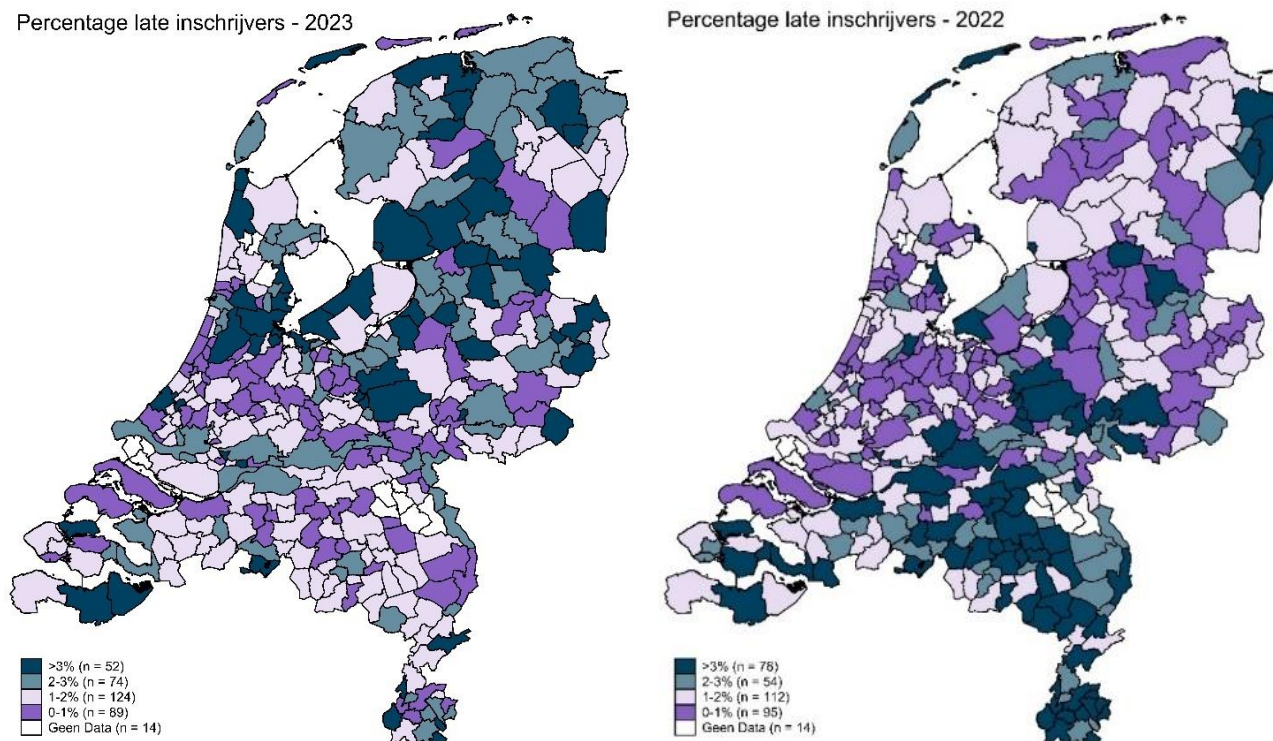 Percentage late inschrijvers - 2023
>3% (n = 52)
2-3% (n = 74)
1-2% (n = 124)
0-1% (n = 89)
Geen Data (n = 14)
Percentage late inschrijvers - 2022
>3% (n = 78)
2-3% (n = 54)
1-2% (n = 112)
0-1% (n = 95)
Geen Data (n = 14)